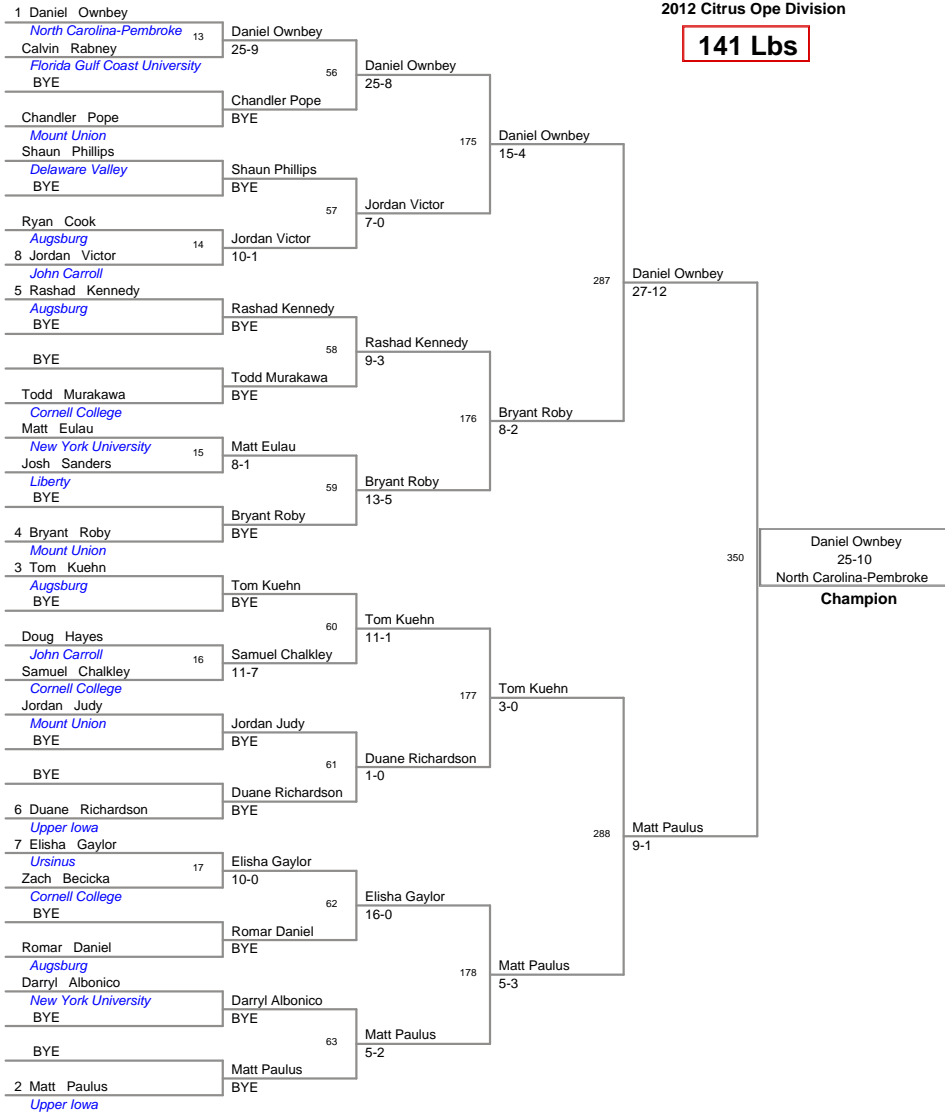 2012 Citrus Ope Division
141 Lbs
1 Daniel Ownbey
North Carolina-Pembroke
13
Calvin Rabney
Florida Gulf Coast University
BYE
Chandler Pope
Mount Union
Shaun Phillips
Delaware Valley
BYE
Ryan Cook
Augsburg
14
8 Jordan Victor
John Carroll
5 Rashad Kennedy
Augsburg
BYE
BYE
Todd Murakawa
Cornell College
Matt Eulau
New York University
15
Josh Sanders
Liberty
BYE
4 Bryant Roby
Mount Union
3 Tom Kuehn
Augsburg
BYE
Doug Hayes
John Carroll
16
Samuel Chalkley
Cornell College
Jordan Judy
Mount Union
BYE
BYE
6 Duane Richardson
Upper Iowa
7 Elisha Gaylor
Ursinus
17
Zach Becicka
Cornell College
BYE
Romar Daniel
Augsburg
Darryl Albonico
New York University
BYE
BYE
2 Matt Paulus
Upper Iowa
Daniel Ownbey
25-9
56
Chandler Pope
BYE
Shaun Phillips
BYE
57
Jordan Victor
10-1
Rashad Kennedy
BYE
58
Todd Murakawa
BYE
Matt Eulau
8-1
59
Bryant Roby
BYE
Tom Kuehn
BYE
60
Samuel Chalkley
11-7
Jordan Judy
BYE
61
Duane Richardson
BYE
Elisha Gaylor
10-0
62
Romar Daniel
BYE
Darryl Albonico
BYE
63
Matt Paulus
BYE
Daniel Ownbey
25-8
175
Jordan Victor
7-0
Rashad Kennedy
9-3
176
Bryant Roby
13-5
Tom Kuehn
11-1
177
Duane Richardson
1-0
Elisha Gaylor
16-0
178
Matt Paulus
5-2
Daniel Ownbey
15-4
287
Bryant Roby
8-2
Tom Kuehn
3-0
288
Matt Paulus
5-3
Daniel Ownbey
27-12
350
Matt Paulus
9-1
Daniel Ownbey
25-10
North Carolina-Pembroke
Champion